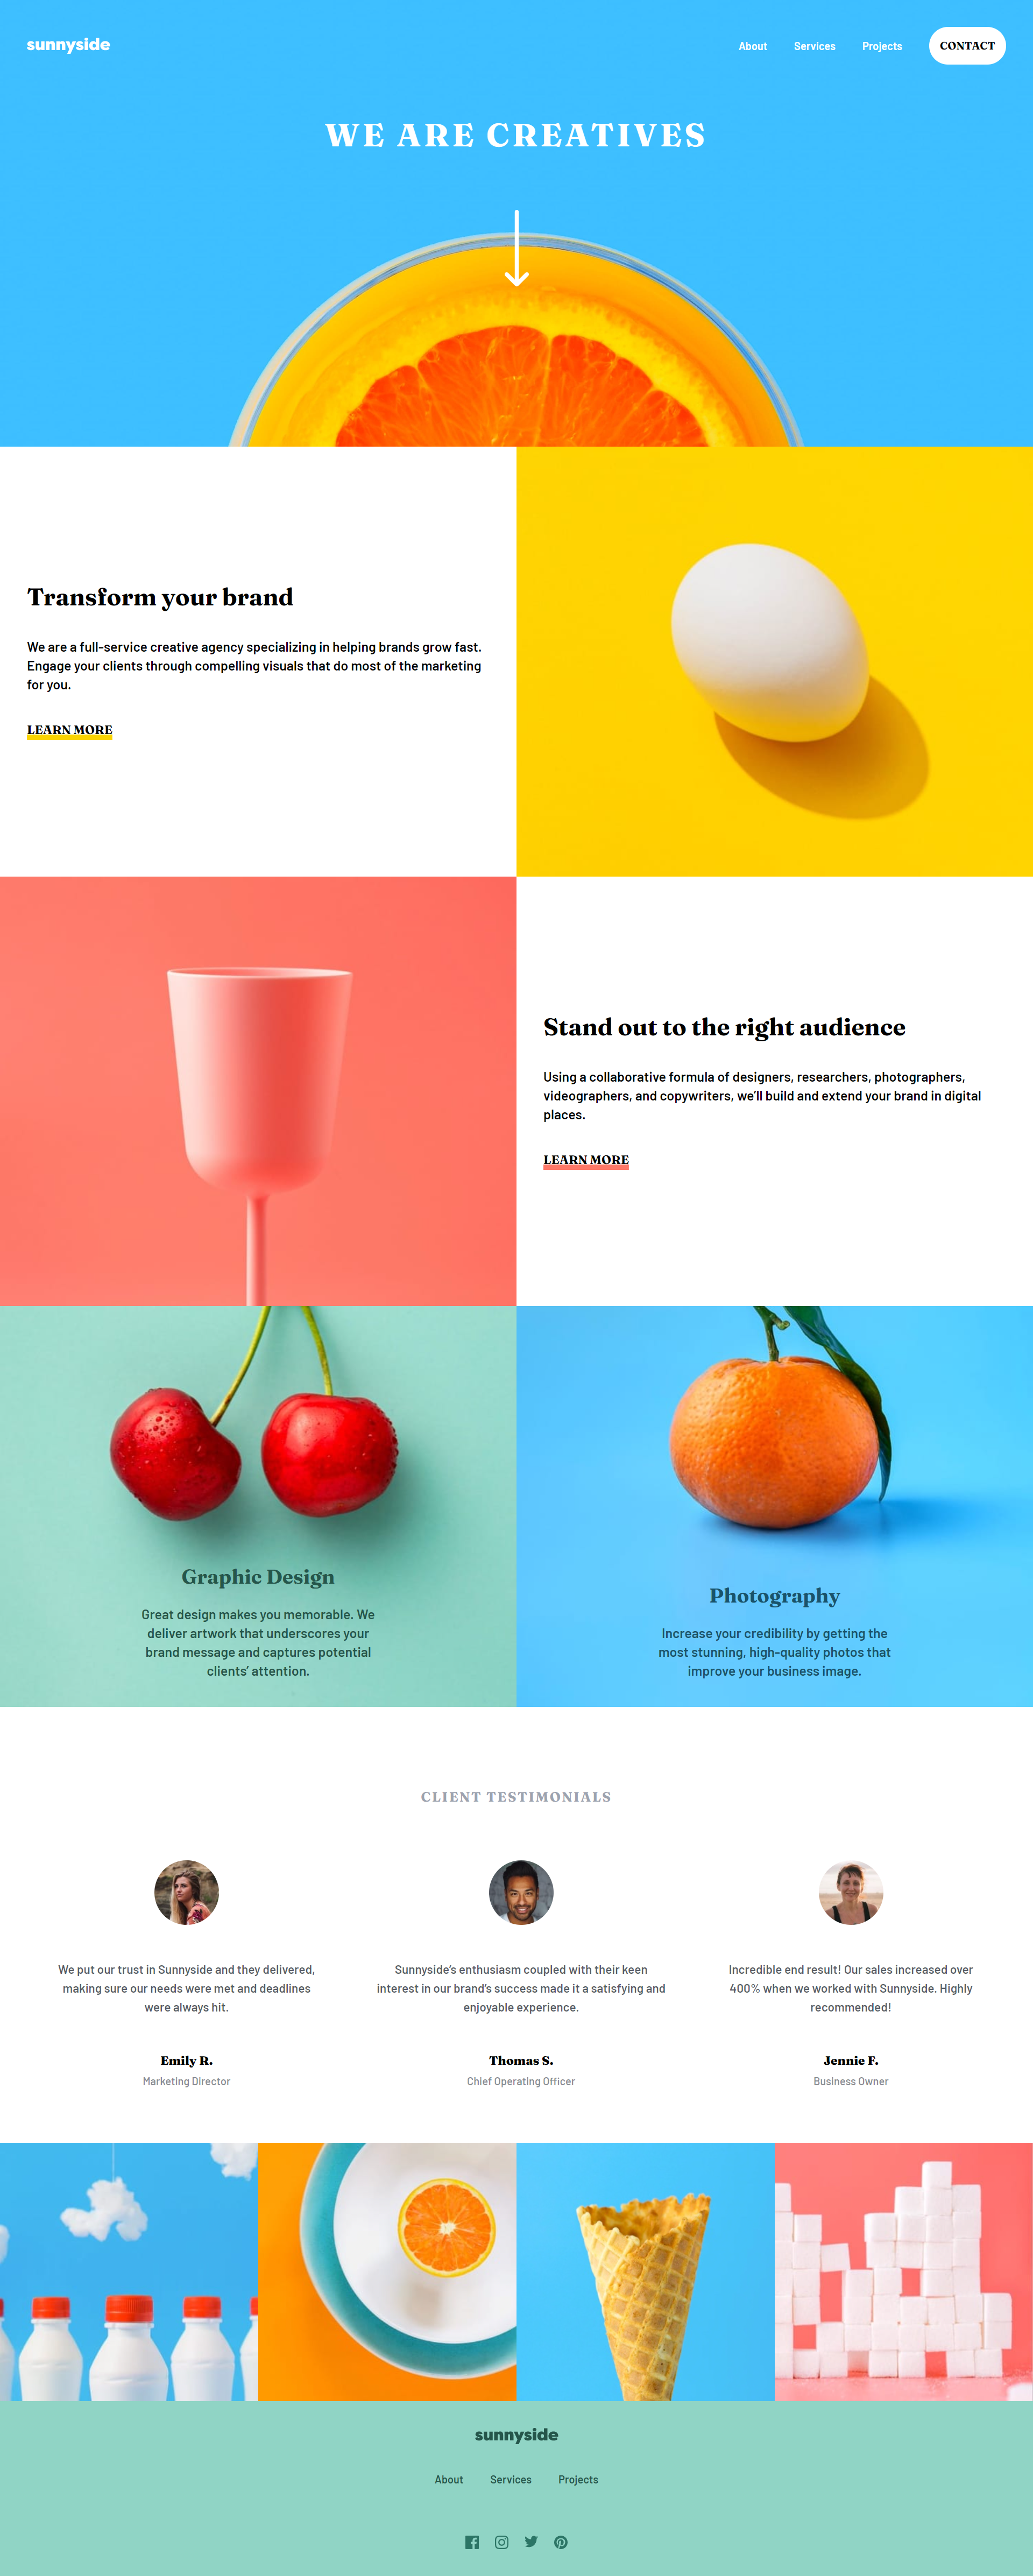 sunnyside
About
Services
Projects
CONTACT
WE ARE CREATIVES
Transform your brand
We are a full-service creative agency specializing in helping brands grow fast.
Engage your clients through compelling visuals that do most of the marketing
for you.
LEARN MORE
Stand out to the right audience
Using a collaborative formula of designers, researchers, photographers,
videographers, and copywriters, we’ll build and extend your brand in digital
places.
LEARN MORE
Graphic Design
Great design makes you memorable. We
deliver artwork that underscores your
brand message and captures potential
clients’ attention.
Photography
Increase your credibility by getting the
most stunning, high-quality photos that
improve your business image.
CLIENT TESTIMONIALS
We put our trust in Sunnyside and they delivered,
making sure our needs were met and deadlines
were always hit.
Emily R.
Marketing Director
Sunnyside’s enthusiasm coupled with their keen
interest in our brand’s success made it a satisfying and
enjoyable experience.
Thomas S.
Chief Operating Officer
Incredible end result! Our sales increased over
400% when we worked with Sunnyside. Highly
recommended!
Jennie F.
Business Owner
sunnyside
About
Services
Projects